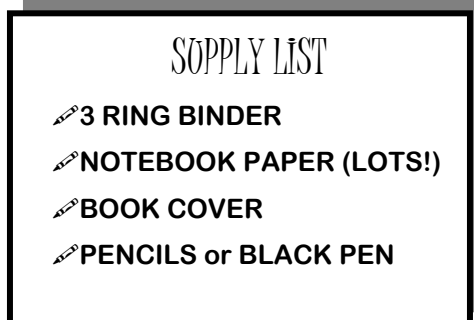 SUPPLY LIST
3 RING BINDER
NOTEBOOK PAPER (LOTS!)
BOOK COVER
PENCILS or BLACK PEN